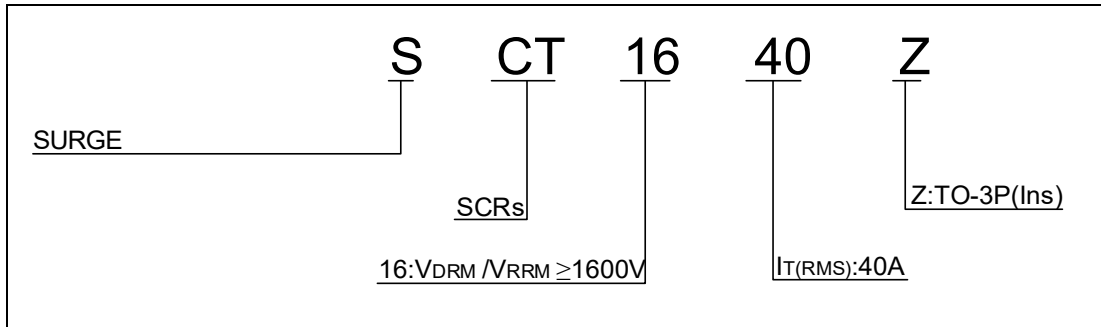 S CT 16 40 Z
SURGE
Z:TO-3P(Ins)
SCRs
16:VDRM /VRRM ≥1600V
IT(RMS):40A